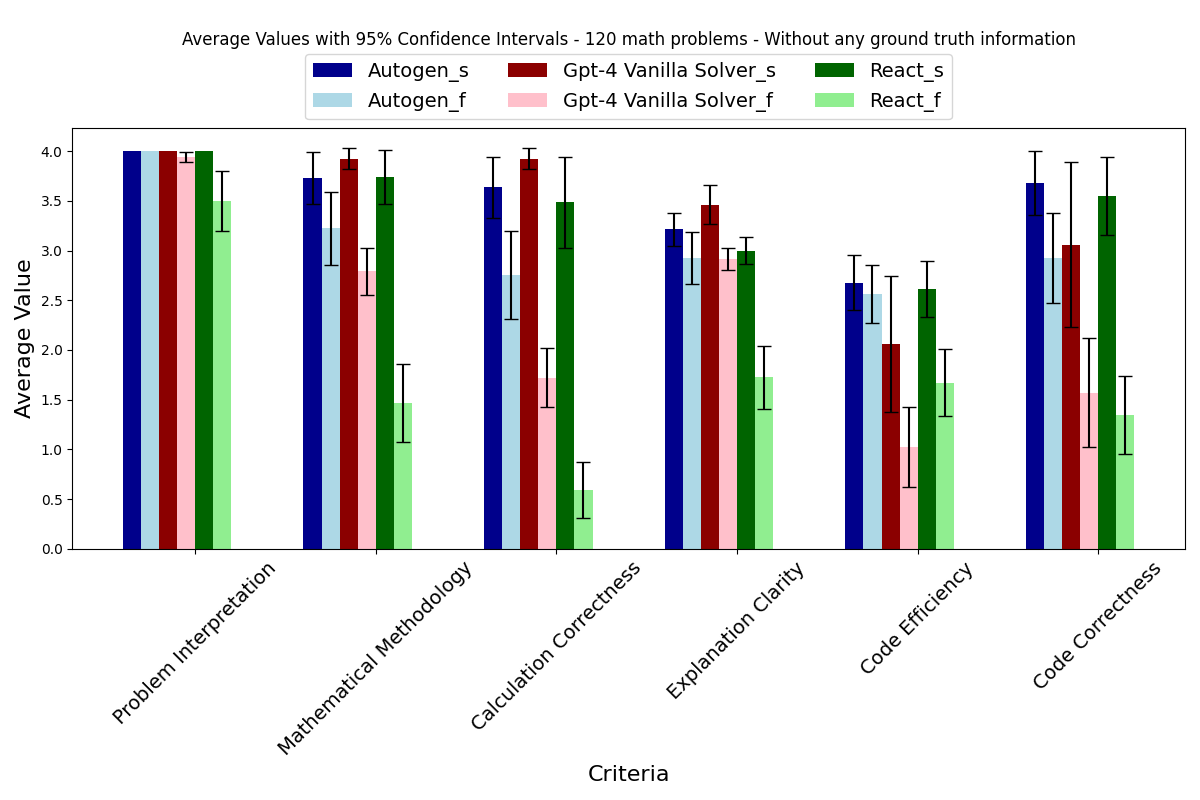 Average Values with 95% Confidence Intervals - 120 math problems - Without any ground truth information
Autogen_s
Gpt-4 Vanilla Solver_s
React_s
Autogen_f
Gpt-4 Vanilla Solver_f
React_f
Average Value
4.0
3.5
3.0
2.5
2.0
1.5
1.0
0.5
0.0
Problem Interpretation
Mathematical Methodology
Calculation Correctness
Explanation Clarity
Code Efficiency
Code Correctness
Criteria